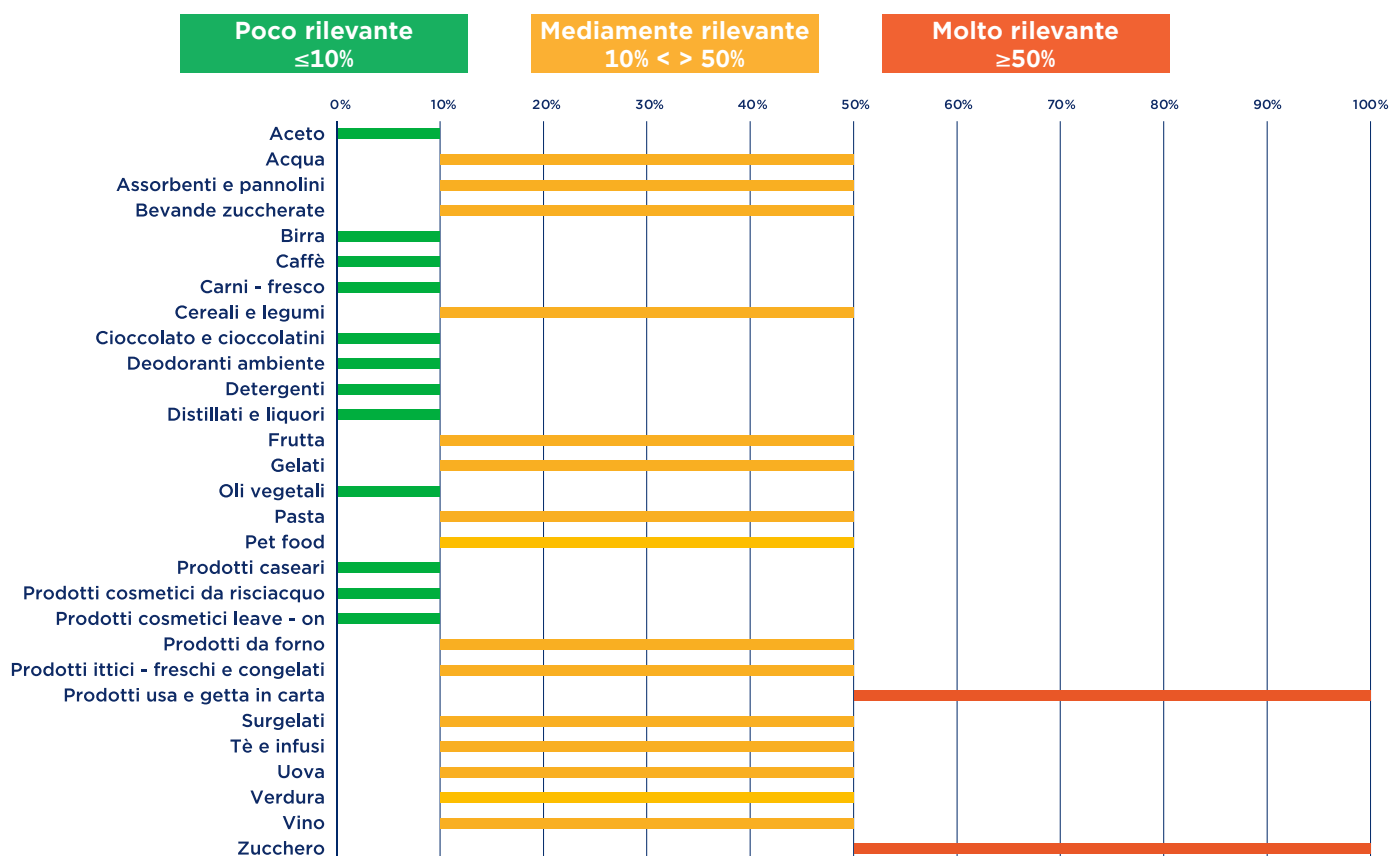 Poco rilevante
≤10%
Mediamente rilevante
10% < > 50%
Molto rilevante
≥50%
0% 10% 20% 30% 40% 50% 60% 70% 80% 90% 100%
Aceto
Acqua
Assorbenti e pannolini
Bevande zuccherate
Birra
Caffè
Carni - fresco
Cereali e legumi
Cioccolato e cioccolatini
Deodoranti ambiente
Detergenti
Distillati e liquori
Frutta
Gelati
Oli vegetali
Pasta
Pet food
Prodotti caseari
Prodotti cosmetici da risciacquo
Prodotti cosmetici leave - on
Prodotti da forno
Prodotti ittici - freschi e congelati
Prodotti usa e getta in carta
Surgelati
Tè e infusi
Uova
Verdura
Vino
Zucchero